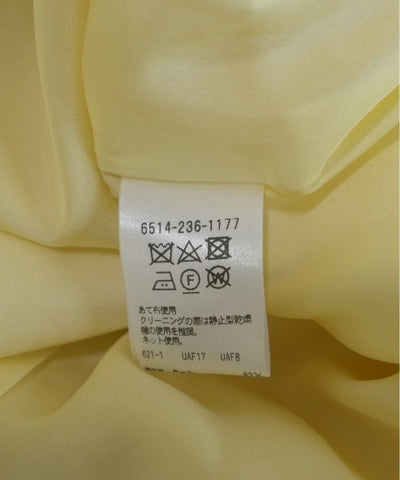 6514-236-1177
F W
あて布使用
クリーニングの際は静止型乾燥
機の使用を推奨。
ネット使用。
621-1 UAF17 UAF8